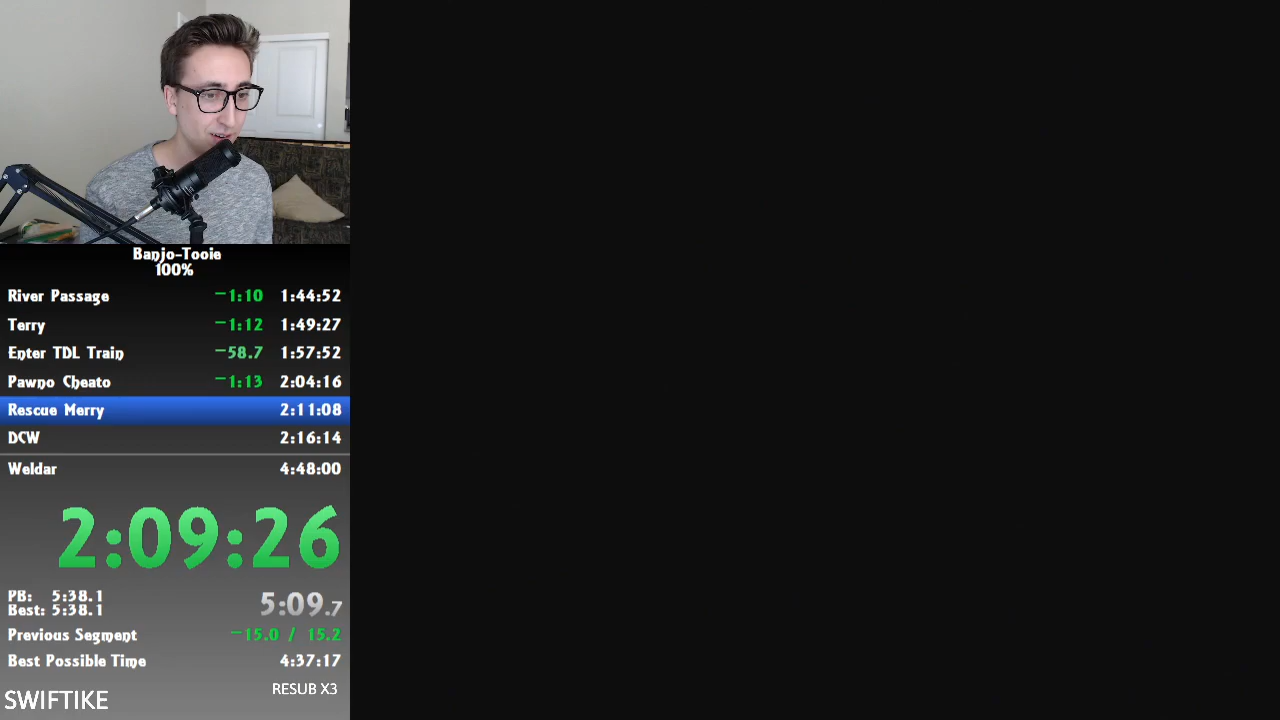 Banjo-Tooie
100%
River Passage −1:10 1:44:52
Terry −1:12 1:49:27
Enter TDL Train −58.7 1:57:52
Pawno Cheato −1:13 2:04:16
Rescue Merry 2:11:08
DCW 2:16:14
Weldar 4:48:00
2:09:26
PB: 5:38.1
Best: 5:38.1
5:09.7
Previous Segment −15.0 / 15.2
Best Possible Time 4:37:17
SWIFTIKE RESUB X3